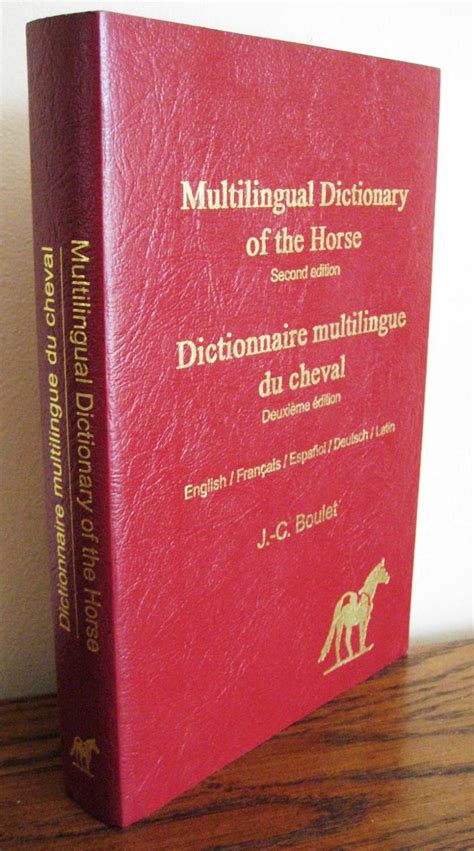 Multilingual Dictionary
of the Horse
Second edition
Dictionnaire multilingue
du cheval
Deuxième édition
English / Français / Español / Deutsch / Latin
J.-C. Boulet
Multilingual Dictionary of the Horse
Dictionnaire multilingue du cheval